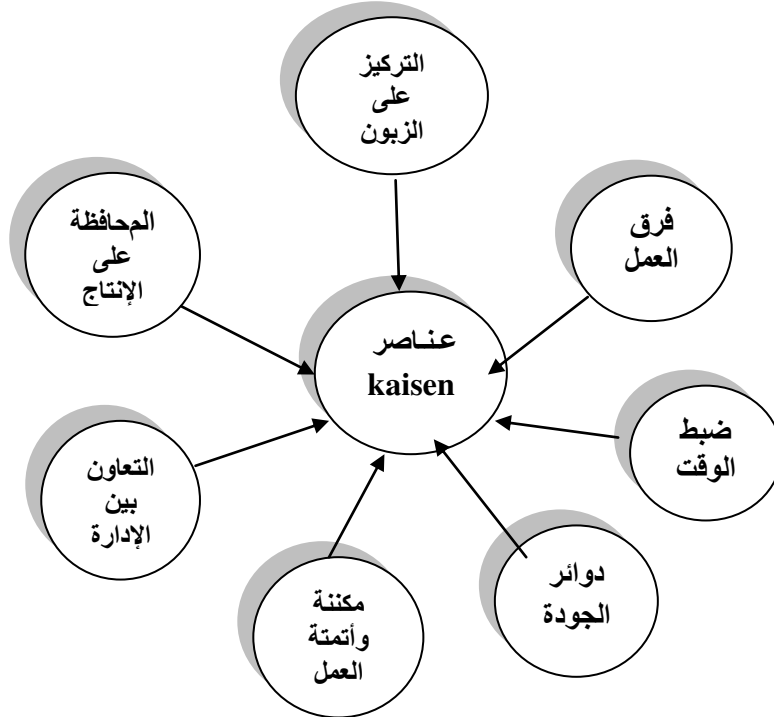 التركيز
على
الزبون
فرق
العمل
المحافظة
على
الإنتاج
عـنـاصر
kaisen
ضبط
الوقت
التعاون
بين
الإدارة
دوائر
الجودة
مكننة
وأتمتة
العمل